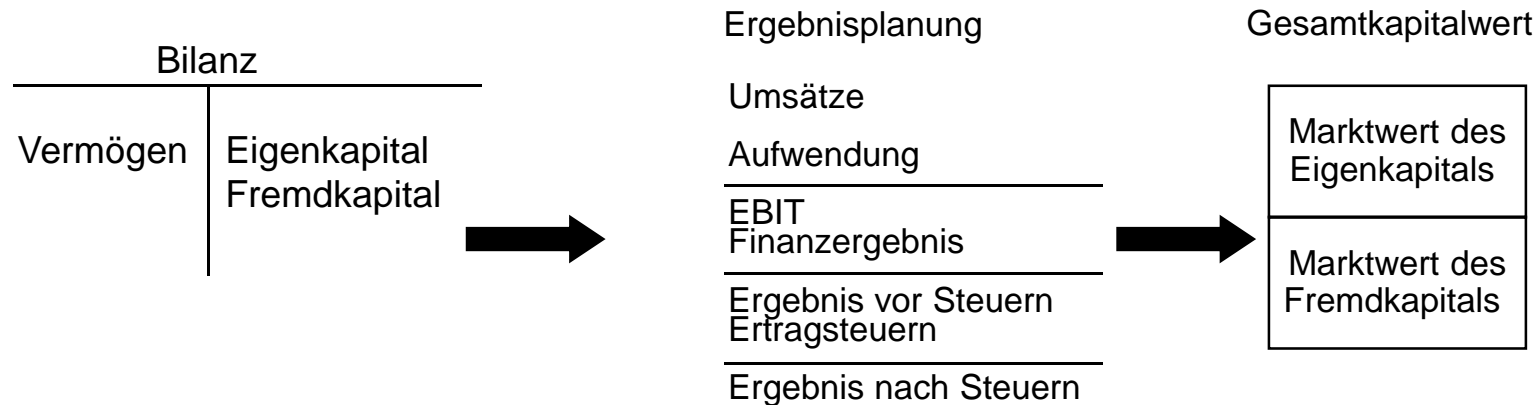 Bilanz
Vermögen
Eigenkapital
Fremdkapital
Ergebnisplanung
Umsätze
Aufwendung
EBIT
Finanzergebnis
Ergebnis vor Steuern
Ertragsteuern
Ergebnis nach Steuern
Gesamtkapitalwert
Marktwert des
Eigenkapitals
Marktwert des
Fremdkapitals